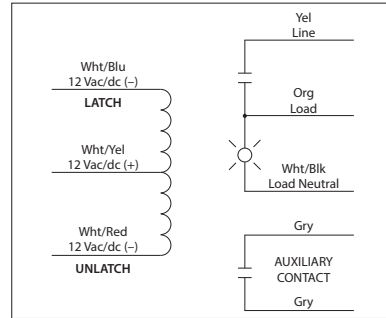 Wht/Blu
12 Vac/dc (–)
LATCH
Wht/Yel
12 Vac/dc (+)
Wht/Red
12 Vac/dc (–)
UNLATCH
Yel
Line
Org
Load
Wht/Blk
Load Neutral
Gry
AUXILIARY
CONTACT
Gry